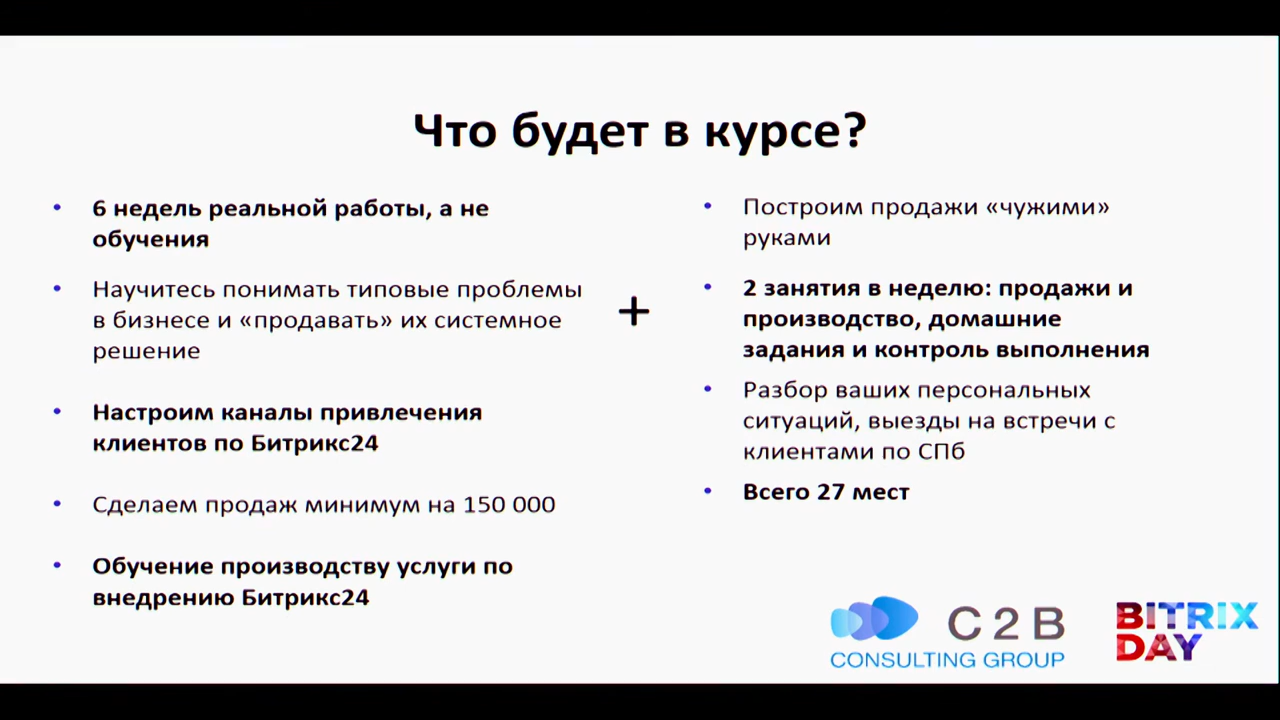 Что будет в курсе?
6 недель реальной работы, а не
обучения
Научитесь понимать типовые проблемы
в бизнесе и «продавать» их системное
решение
Настроим каналы привлечения
клиентов по Битрикс24
Сделаем продаж минимум на 150 000
Обучение производству услуги по
внедрению Битрикс24
+
Построим продажи «чужими»
руками
2 занятия в неделю: продажи и
производство, домашние
задания и контроль выполнения
Разбор ваших персональных
ситуаций, выезды на встречи с
клиентами по СПб
Всего 27 мест
C2B
CONSULTING GROUP
BITRIX
DAY